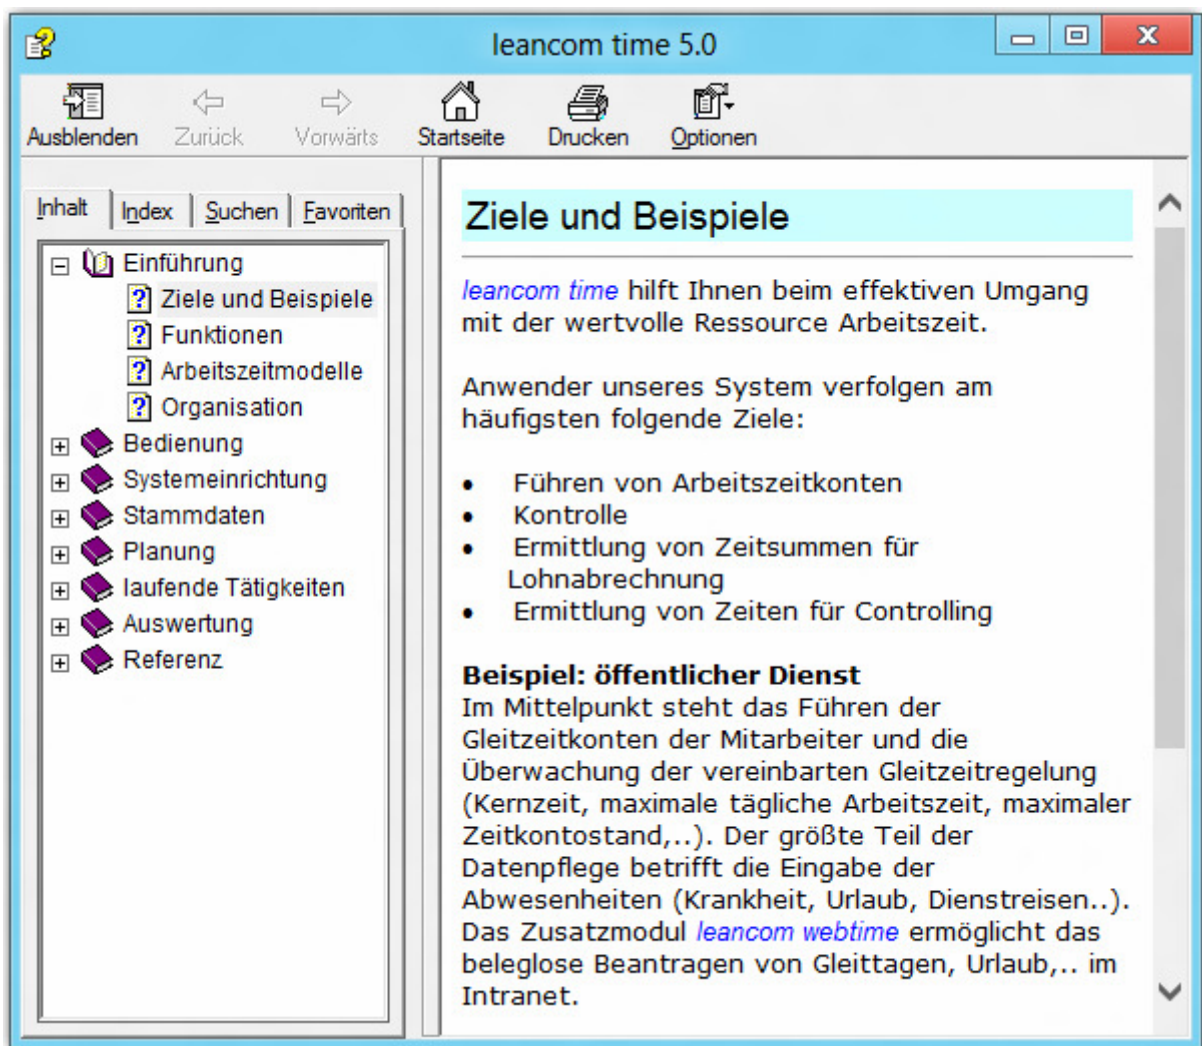 leancom time 5.0
Ausblenden Zurück Vorwärts Startseite Drucken Optionen
Inhalt Index Suchen Favoriten
Einführung
Ziele und Beispiele
Funktionen
Arbeitszeitmodelle
Organisation
Bedienung
Systemeinrichtung
Stammdaten
Planung
laufende Tätigkeiten
Auswertung
Referenz
Ziele und Beispiele
leancom time hilft Ihnen beim effektiven Umgang
mit der wertvolle Ressource Arbeitszeit.
Anwender unseres System verfolgen am
häufigsten folgende Ziele:
• Führen von Arbeitszeitkonten
• Kontrolle
• Ermittlung von Zeitsummen für
Lohnabrechnung
• Ermittlung von Zeiten für Controlling
Beispiel: öffentlicher Dienst
Im Mittelpunkt steht das Führen der
Gleitzeitkonten der Mitarbeiter und die
Überwachung der vereinbarten Gleitzeitregelung
(Kernzeit, maximale tägliche Arbeitszeit, maximaler
Zeitkontostand,..). Der größte Teil der
Datenpflege betrifft die Eingabe der
Abwesenheiten (Krankheit, Urlaub, Dienstreisen..).
Das Zusatzmodul leancom webtime ermöglicht das
beleglose Beantragen von Gleittagen, Urlaub,.. im
Intranet.